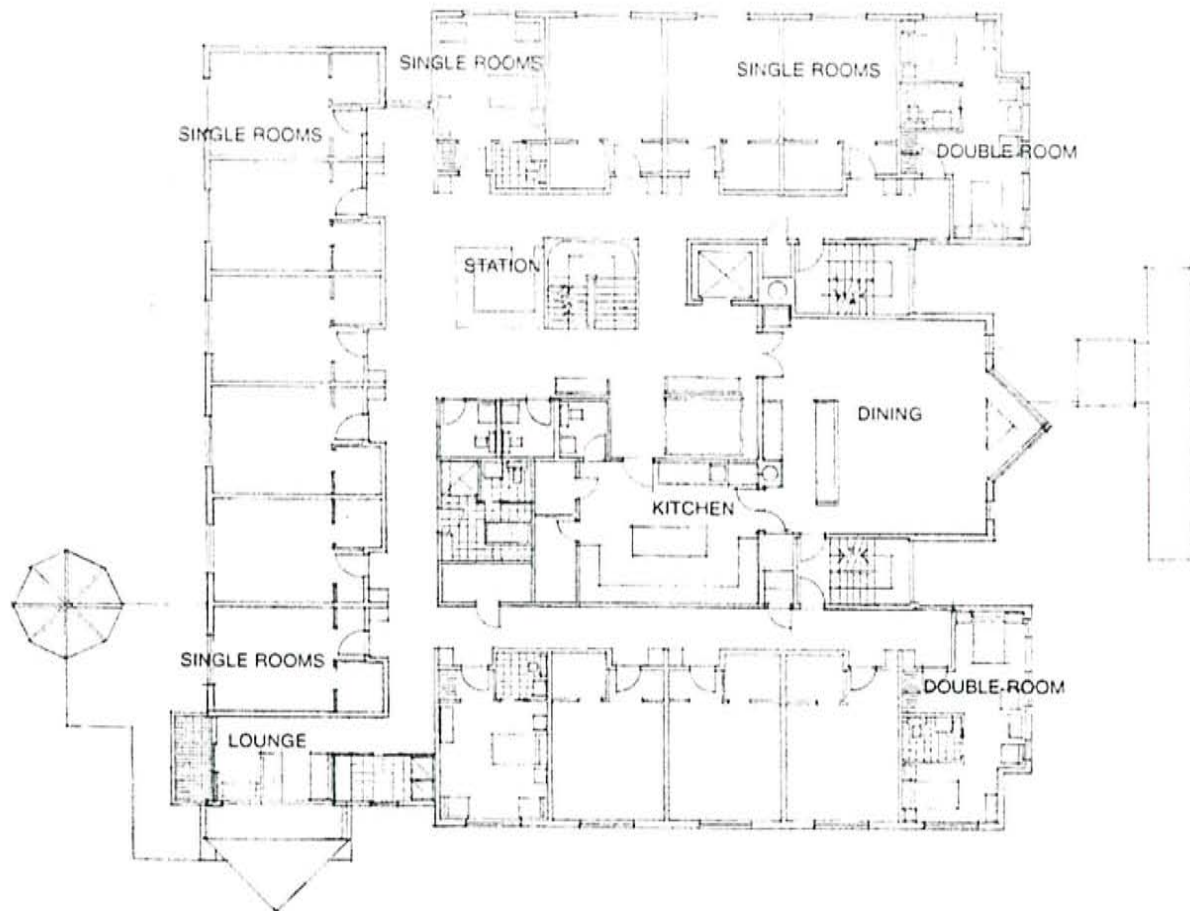 SINGLE ROOMS
SINGLE ROOMS
SINGLE ROOMS
DOUBLE ROOM
STATION
DINING
KITCHEN
SINGLE ROOMS
DOUBLE ROOM
LOUNGE